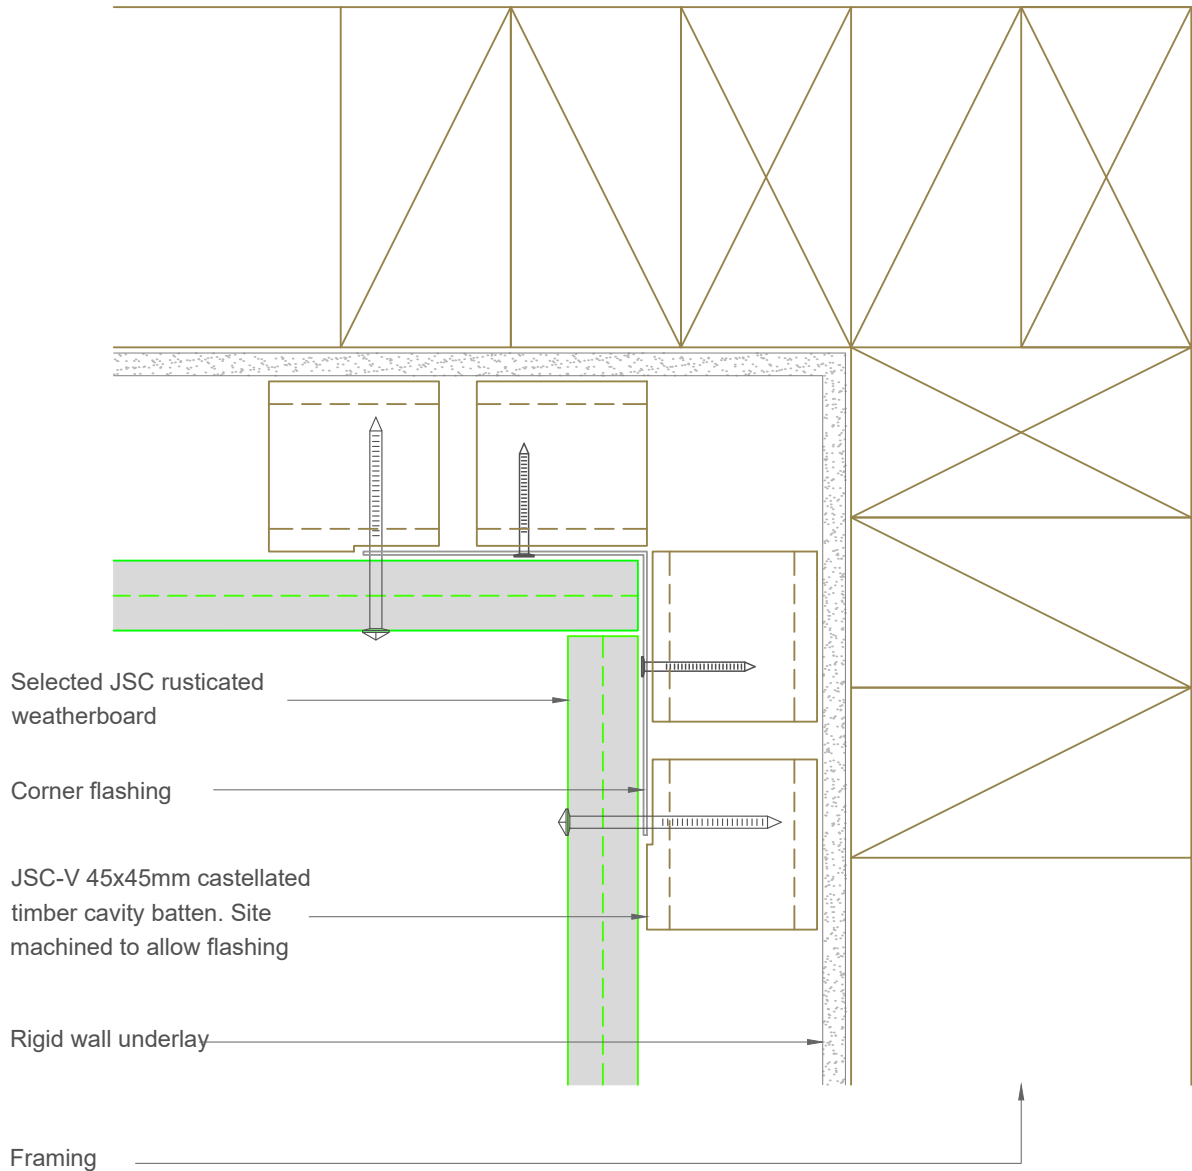 Selected JSC rusticated
weatherboard
Corner flashing
JSC-V 45x45mm castellated
timber cavity batten. Site
machined to allow flashing
Rigid wall underlay
Framing